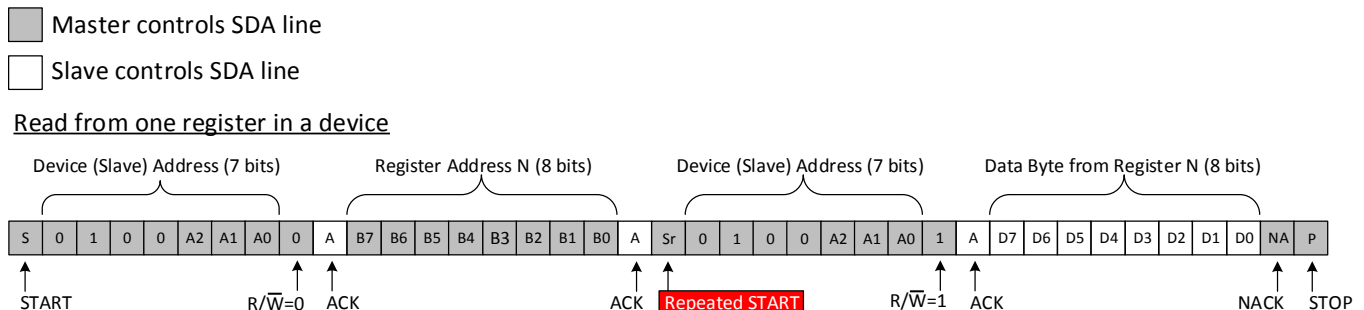 Master controls SDA line
Slave controls SDA line
Read from one register in a device
Device (Slave) Address (7 bits) Register Address N (8 bits) Device (Slave) Address (7 bits) Data Byte from Register N (8 bits)
S 0 1 0 0 A2 A1 A0 0 A B7 B6 B5 B4 B3 B2 B1 B0 A Sr 0 1 0 0 A2 A1 A0 1 A D7 D6 D5 D4 D3 D2 D1 D0 NA P
START R/W̅=0 ACK ACK Repeated START R/W̅=1 ACK NACK STOP